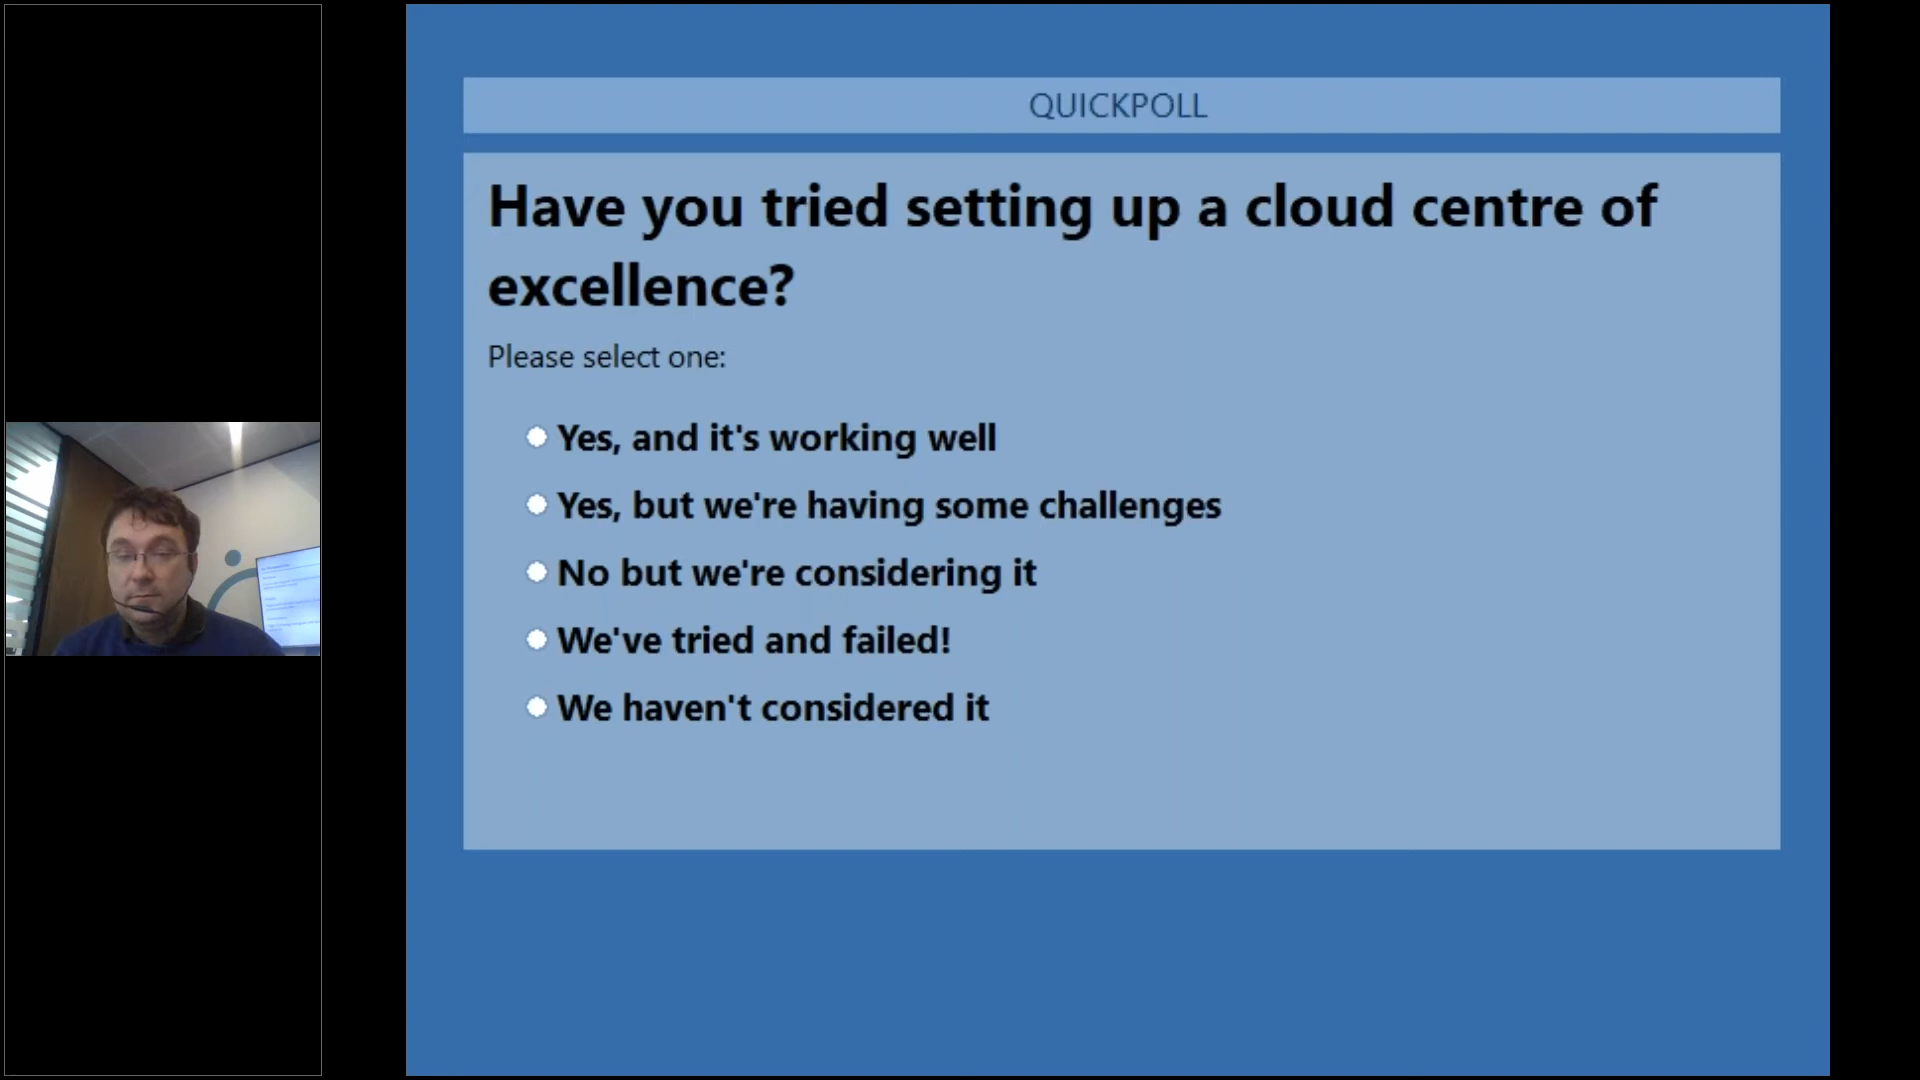 QUICKPOLL
Have you tried setting up a cloud centre of
excellence?
Please select one:
Yes, and it's working well
Yes, but we're having some challenges
No but we're considering it
We've tried and failed!
We haven't considered it